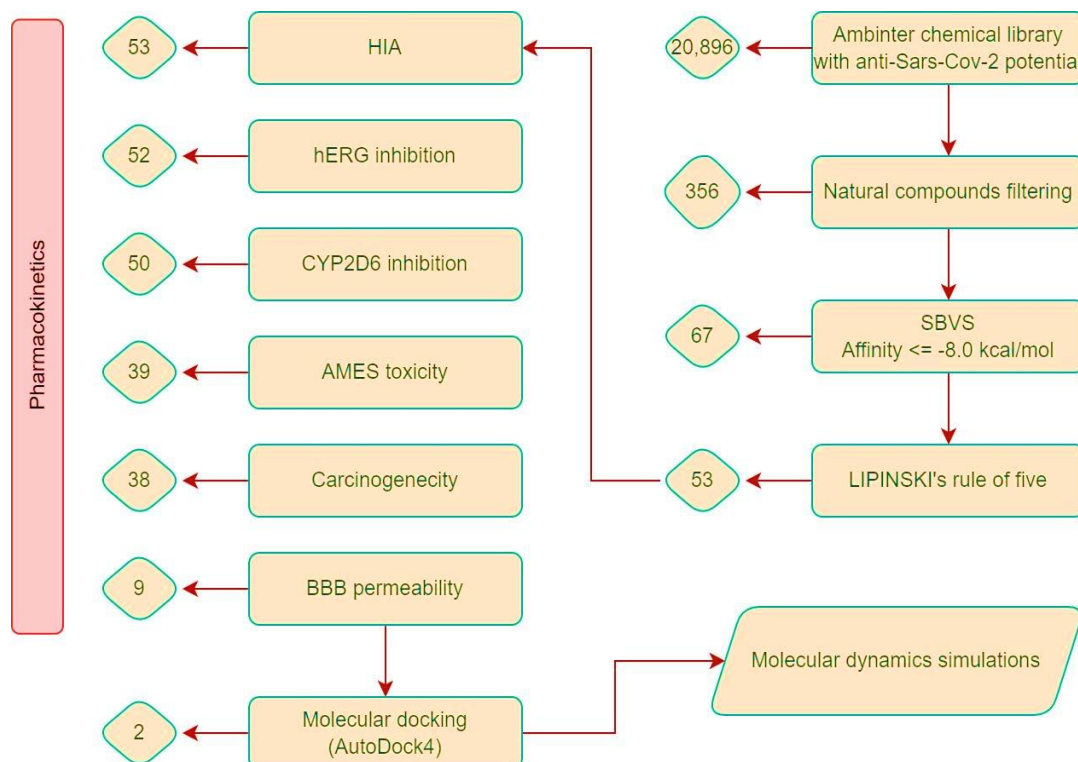 20,896
Ambinter chemical library
with anti-Sars-Cov-2 potentia
356
Natural compounds filtering
67
SBVS
Affinity <= -8.0 kcal/mol
53
LIPINSKI's rule of five
Pharmacokinetics
53
HIA
52
hERG inhibition
50
CYP2D6 inhibition
39
AMES toxicity
38
Carcinogenecity
9
BBB permeability
2
Molecular docking
(AutoDock4)
Molecular dynamics simulations